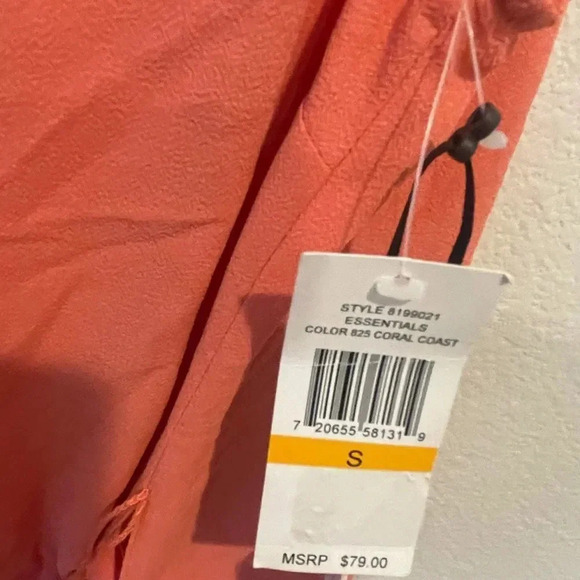 STYLE 8199021
ESSENTIALS
COLOR 825 CORAL COAST
7 20655 58131 9
S
MSRP $79.00